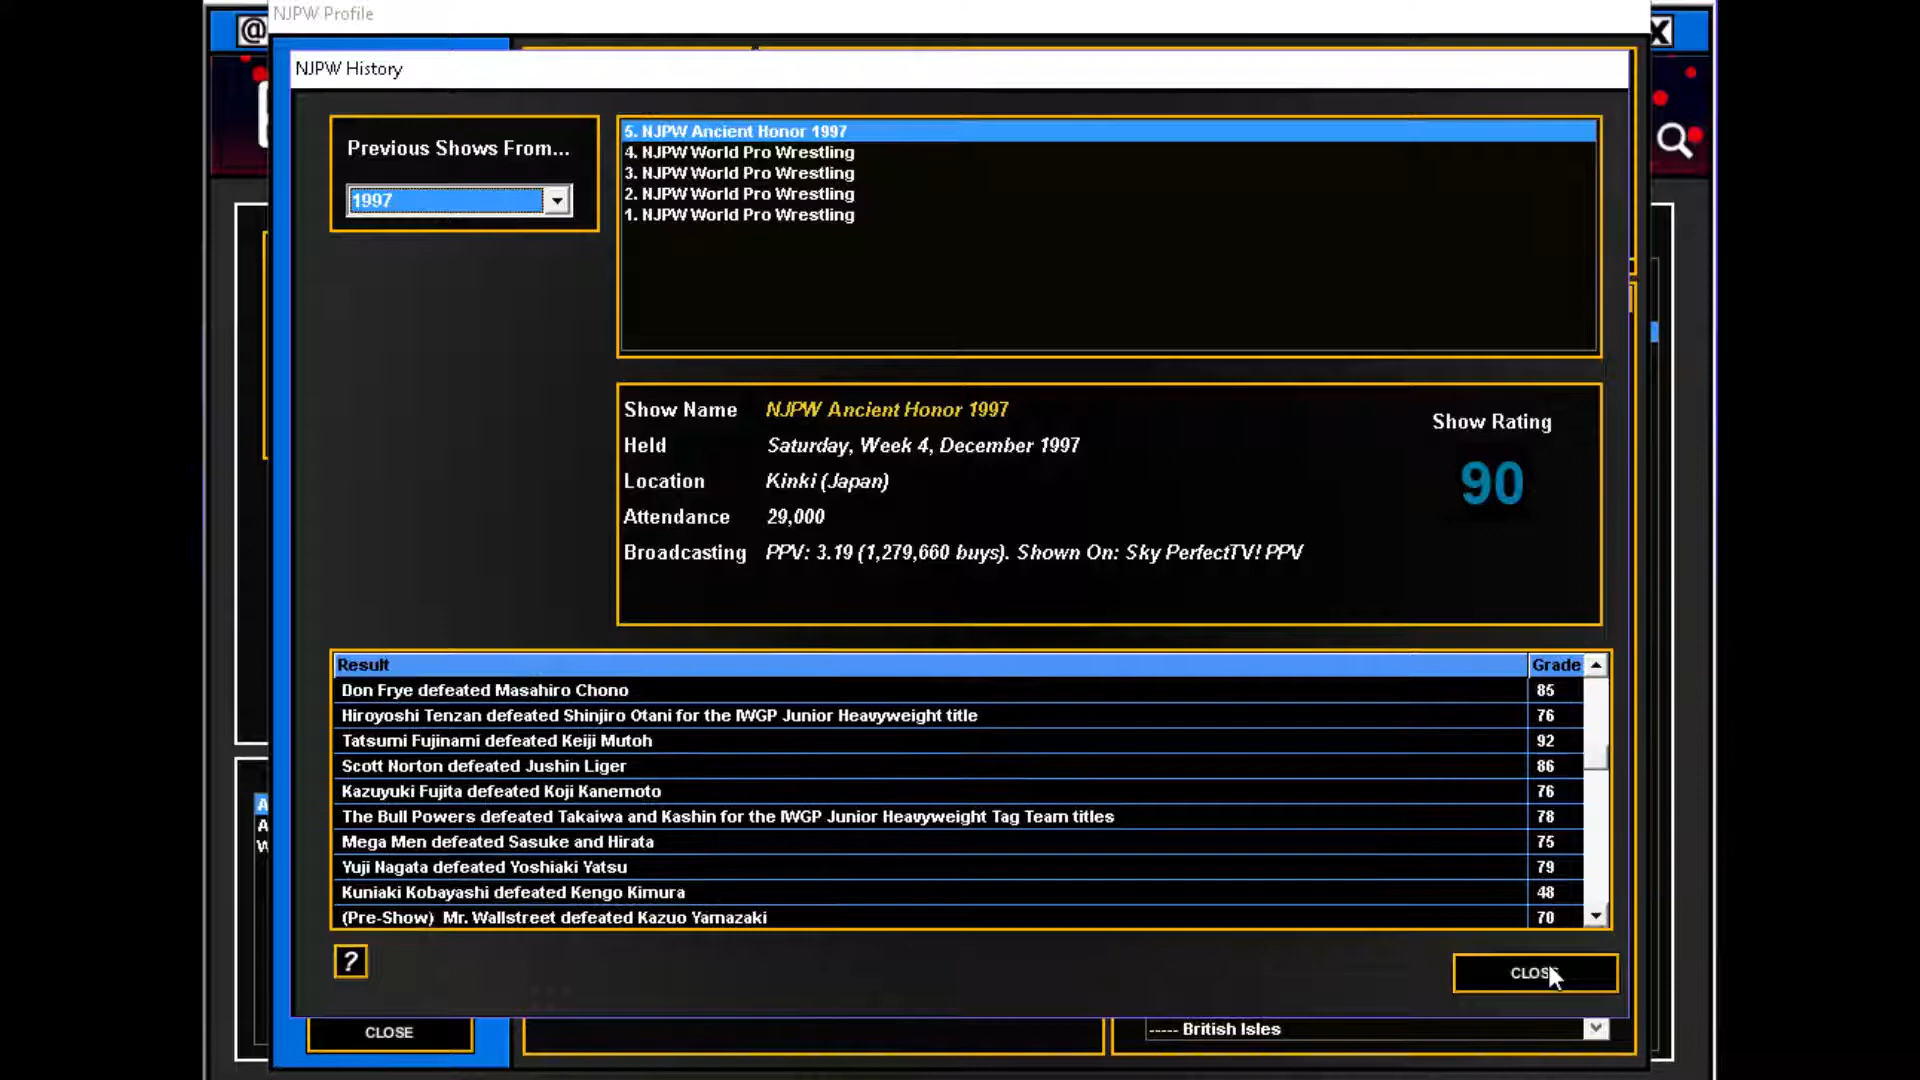 NJPW Profile
@
X
NJPW History
Previous Shows From...
1997
5. NJPW Ancient Honor 1997
4. NJPW World Pro Wrestling
3. NJPW World Pro Wrestling
2. NJPW World Pro Wrestling
1. NJPW World Pro Wrestling
Show Name NJPW Ancient Honor 1997
Held Saturday, Week 4, December 1997
Location Kinki (Japan)
Attendance 29,000
Broadcasting PPV: 3.19 (1,279,660 buys). Shown On: Sky PerfectTV! PPV
Show Rating
90
Result Grade
Don Frye defeated Masahiro Chono 85
Hiroyoshi Tenzan defeated Shinjiro Otani for the IWGP Junior Heavyweight title 76
Tatsumi Fujinami defeated Keiji Mutoh 92
Scott Norton defeated Jushin Liger 86
Kazuyuki Fujita defeated Koji Kanemoto 76
The Bull Powers defeated Takaiwa and Kashin for the IWGP Junior Heavyweight Tag Team titles 78
Mega Men defeated Sasuke and Hirata 75
Yuji Nagata defeated Yoshiaki Yatsu 79
Kuniaki Kobayashi defeated Kengo Kimura 48
(Pre-Show) Mr. Wallstreet defeated Kazuo Yamazaki 70
?
CLOSE
CLOSE
----- British Isles